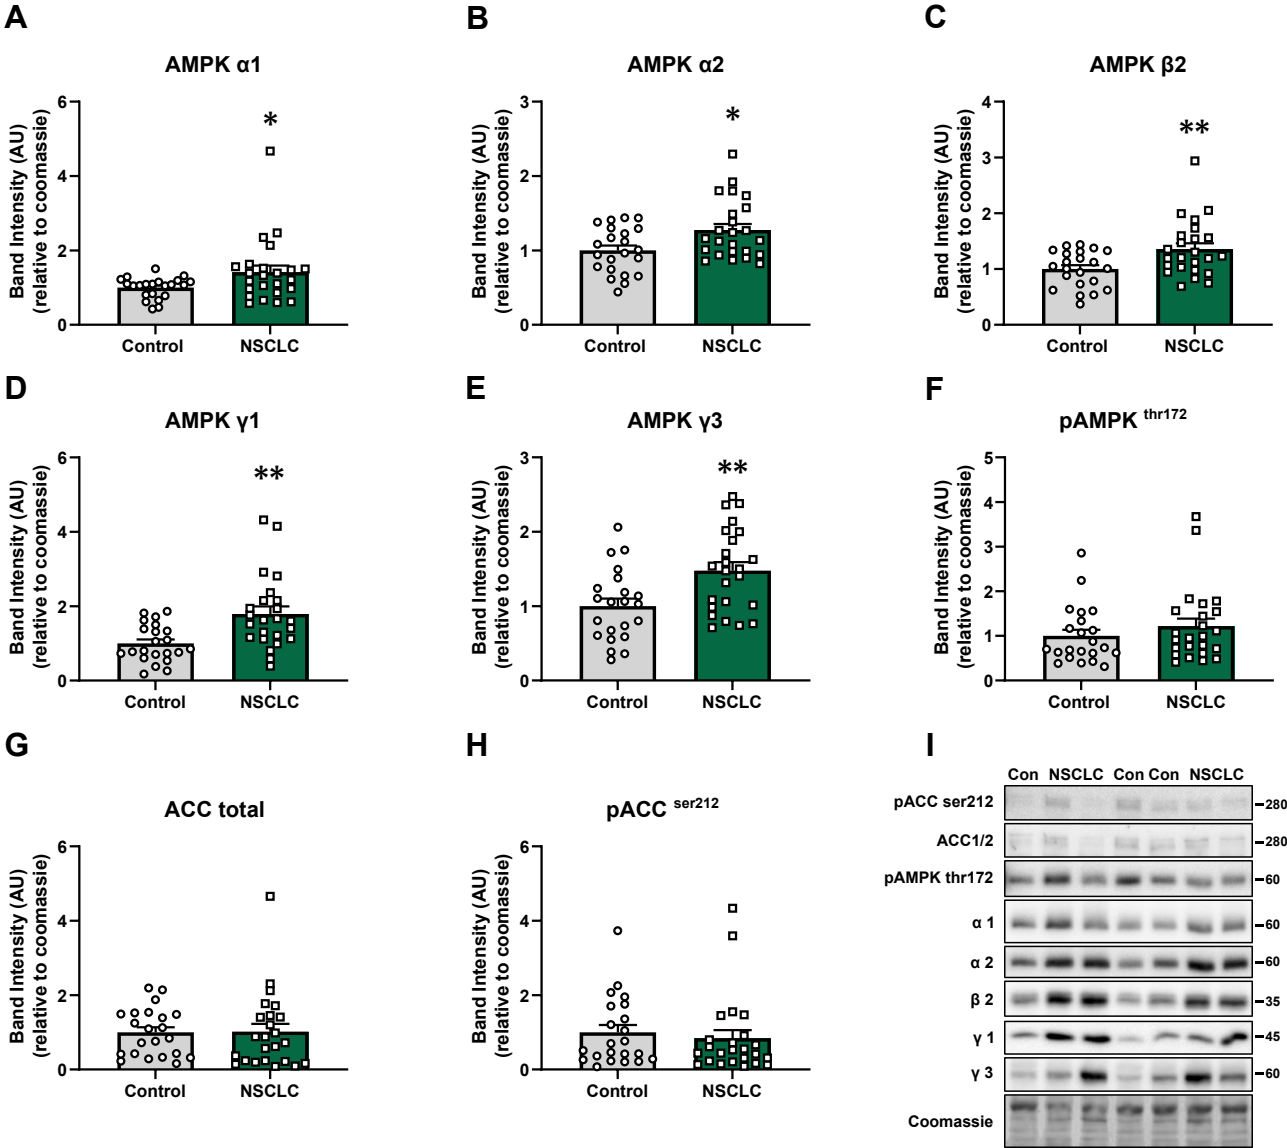 A
B
C
AMPK α1
AMPK α2
AMPK β2
Band Intensity (AU)
(relative to coomassie)
6
4
2
0
*
Control
NSCLC
Band Intensity (AU)
(relative to coomassie)
3
2
1
0
*
Control
NSCLC
Band Intensity (AU)
(relative to coomassie)
4
3
2
1
0
**
Control
NSCLC
D
E
F
AMPK γ1
AMPK γ3
pAMPK thr172
Band Intensity (AU)
(relative to coomassie)
6
4
2
0
**
Control
NSCLC
Band Intensity (AU)
(relative to coomassie)
3
2
1
0
**
Control
NSCLC
Band Intensity (AU)
(relative to coomassie)
5
4
3
2
1
0
Control
NSCLC
G
H
I
ACC total
pACC ser212
Band Intensity (AU)
(relative to coomassie)
6
4
2
0
Control
NSCLC
Band Intensity (AU)
(relative to coomassie)
6
4
2
0
Control
NSCLC
Con NSCLC Con Con NSCLC
pACC ser212 280
ACC1/2 280
pAMPK thr172 60
α 1 60
α 2 60
β 2 35
γ 1 45
γ 3 60
Coomassie